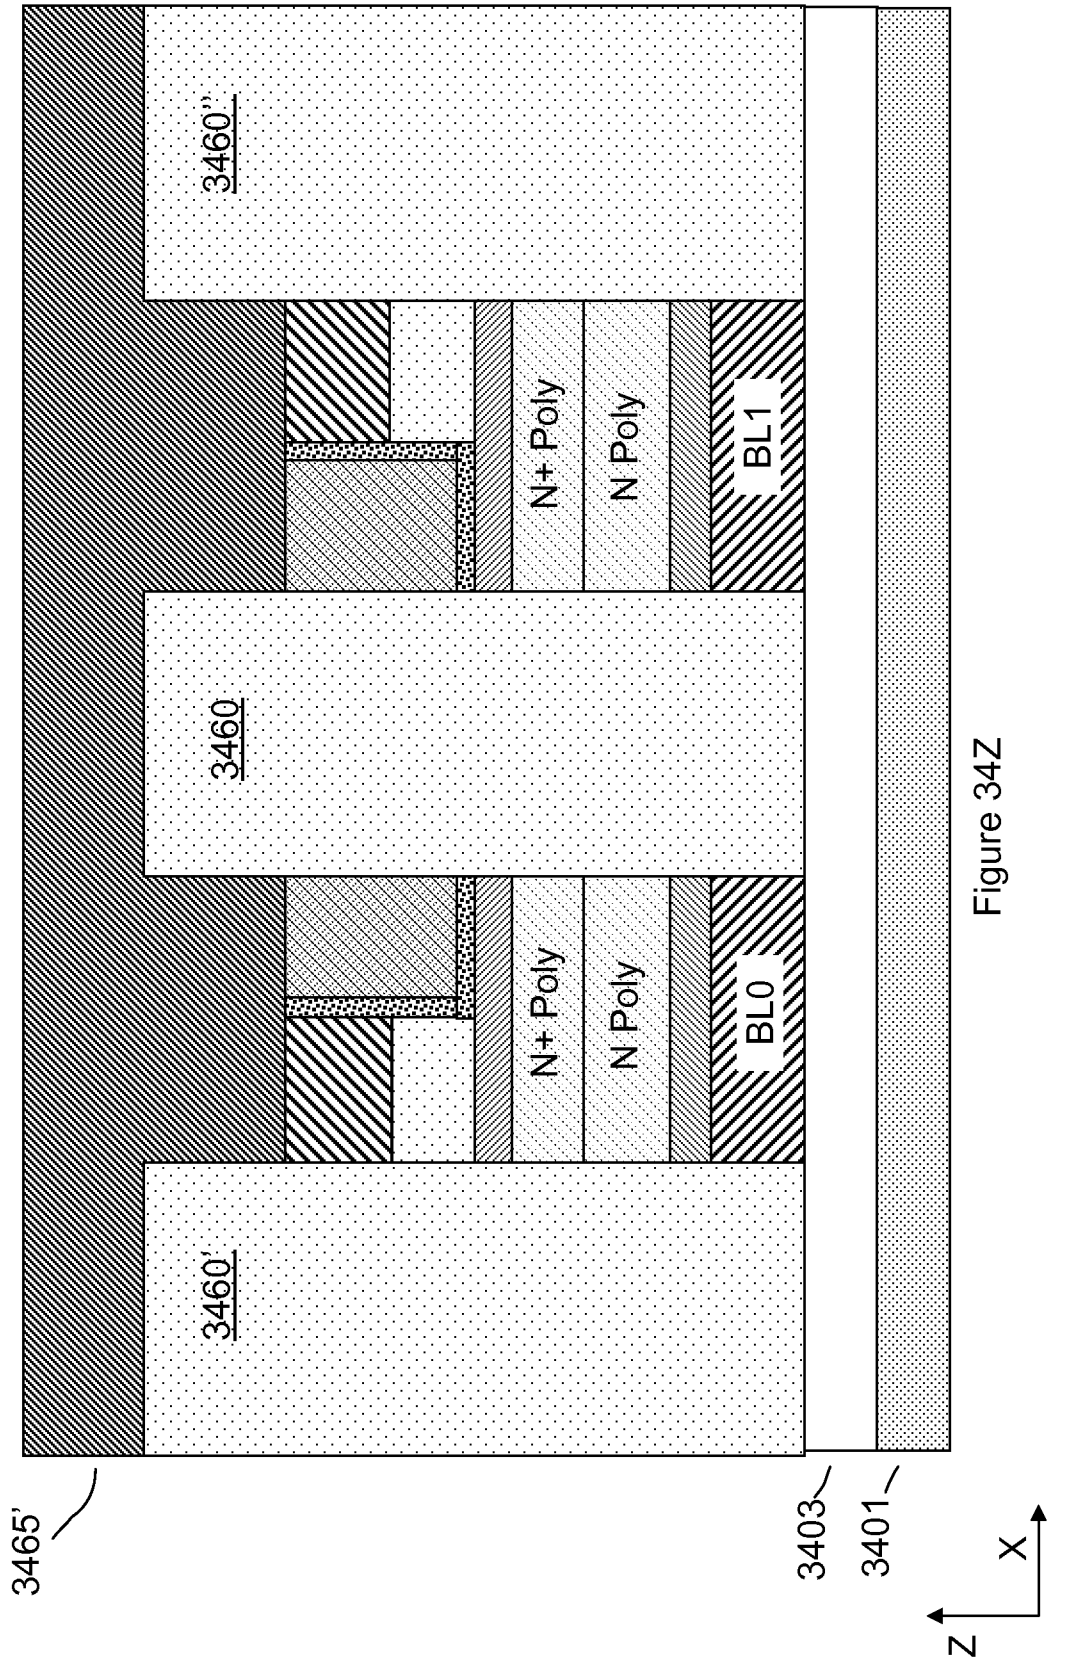 3465’
3460’
3460
3460’’
N+ Poly
N+ Poly
N Poly
N Poly
BL0
BL1
3403
3401
Z
X
Figure 34Z